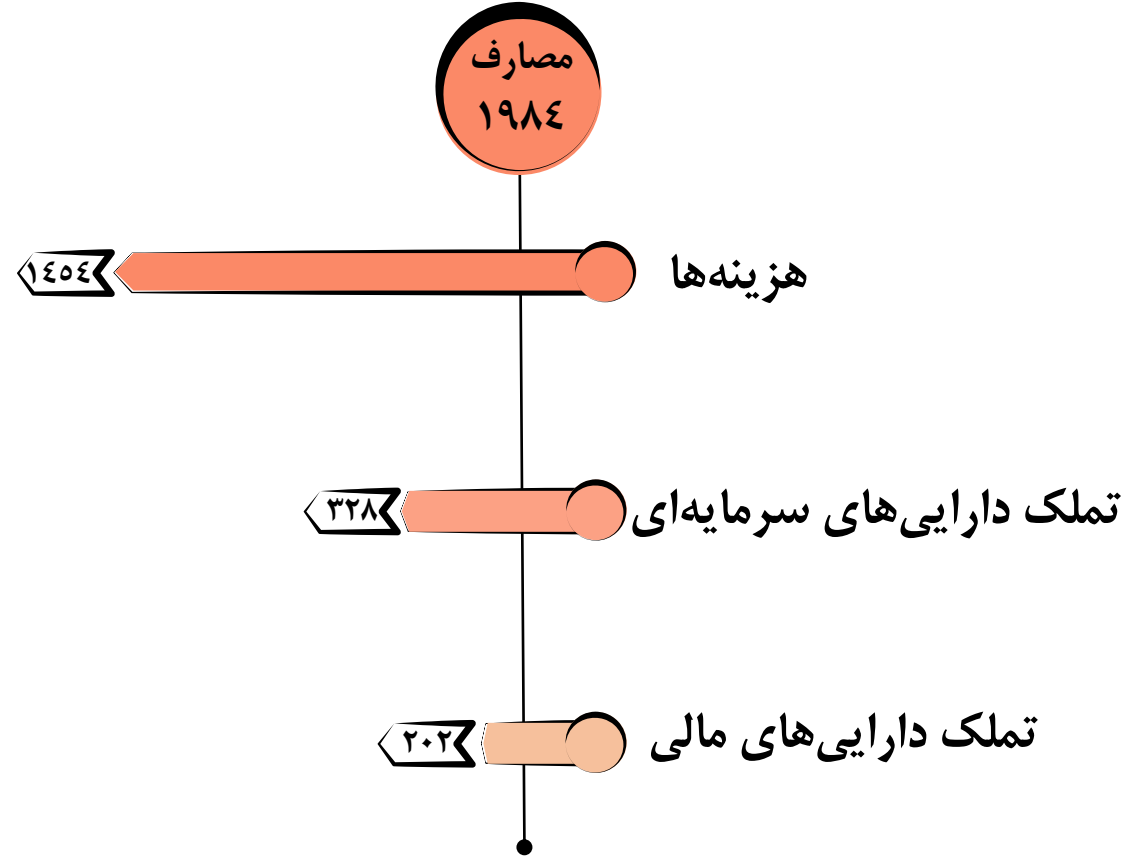 مصارف
۱۹۸٤
هزینه‌ها
۱٤٥٤
تملک دارایی‌های سرمایه‌ای
۳۲۸
تملک دارایی‌های مالی
۲۰۲